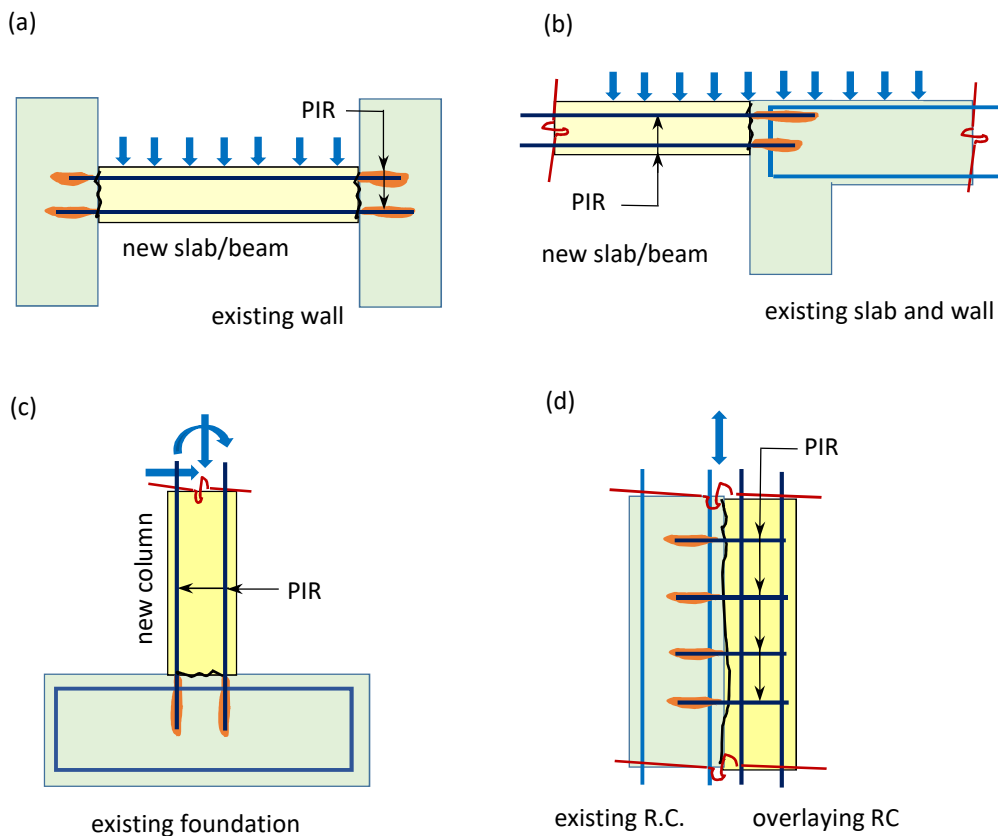 (a)
PIR
new slab/beam
existing wall
(b)
PIR
new slab/beam
existing slab and wall
(c)
new column
PIR
existing foundation
(d)
PIR
existing R.C.
overlaying RC